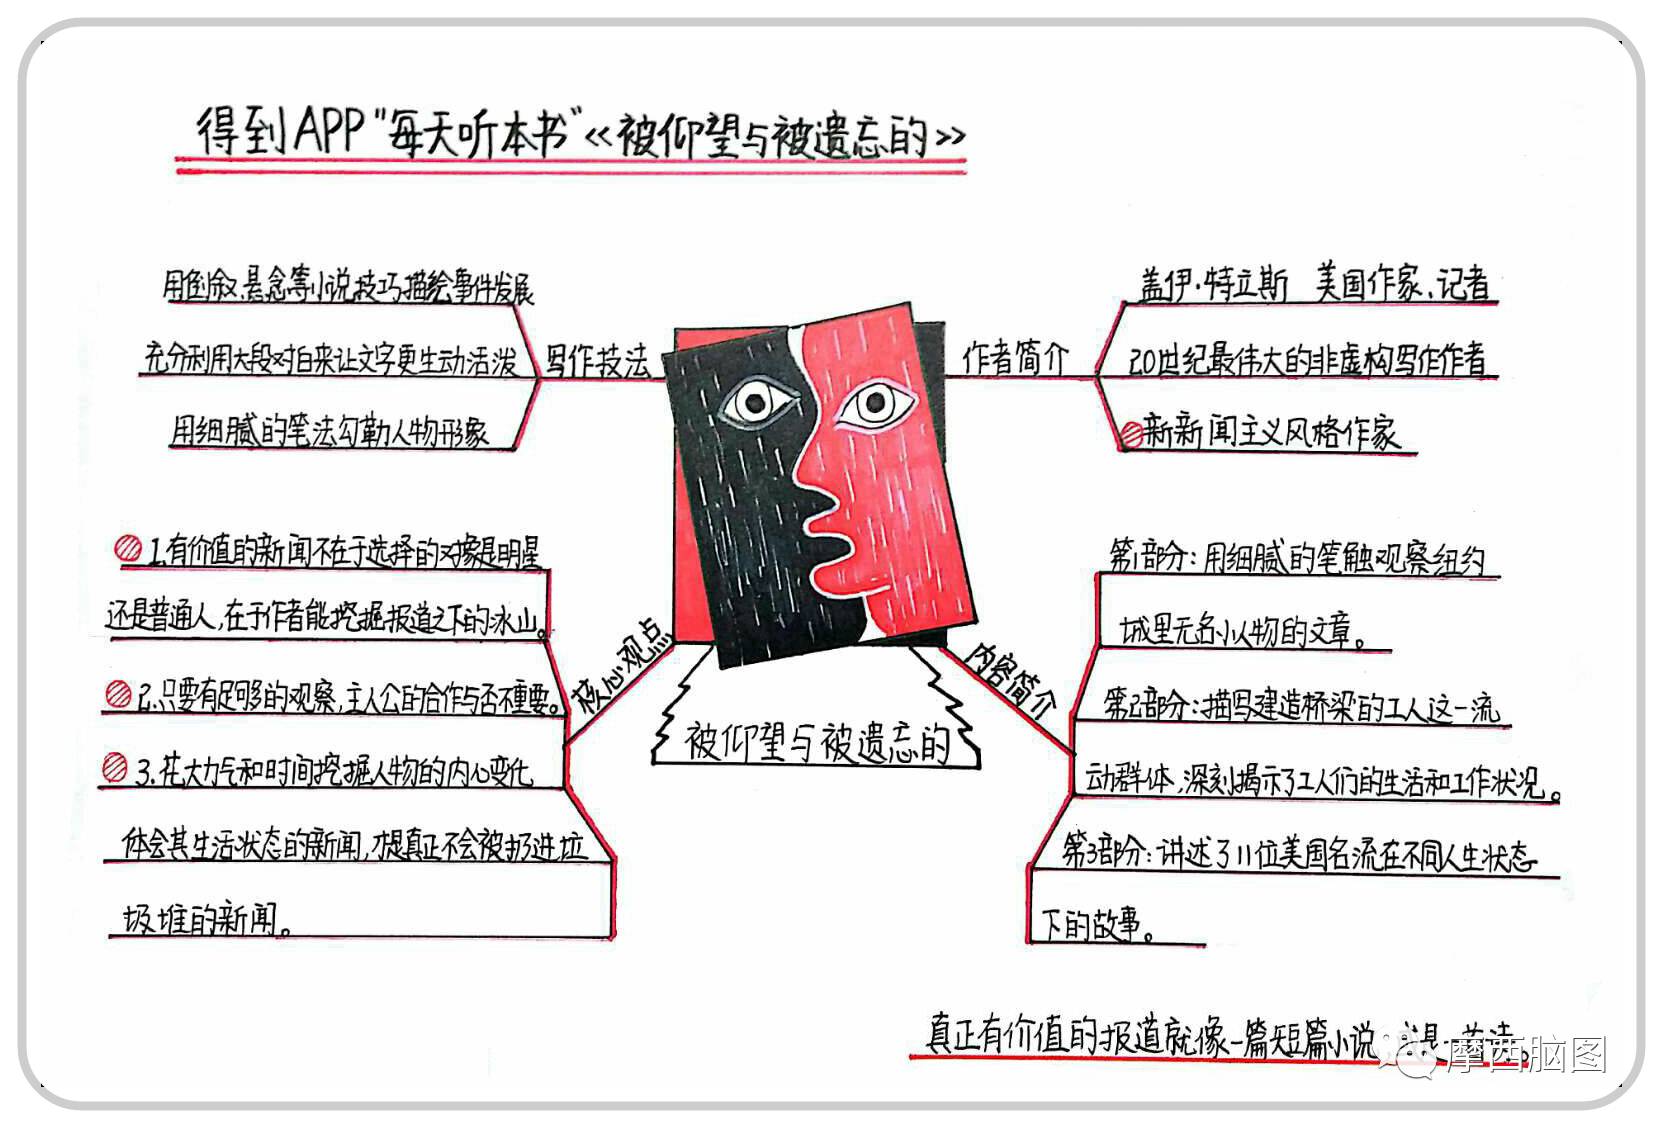 得到APP"每天听本书"《被仰望与被遗忘的》
用倒叙、悬念等小说技巧描绘事件发展
充分利用大段对白来让文字更生动活泼
用细腻的笔法勾勒人物形象
写作技法
作者简介
盖伊·特立斯 美国作家、记者
20世纪最伟大的非虚构写作作者
新新闻主义风格作家
1.有价值的新闻不在于选择的对象是明星
还是普通人,在于作者能挖掘报道之下的冰山。
2.只要有足够多的观察,主人公的合作与否不重要。
3.花大力气和时间挖掘人物的内心变化
体会其生活状态的新闻,才是真正不会被扔进垃
圾堆的新闻。
核心观点
内容简介
第1部分:用细腻的笔触观察纽约
城里无名小人物的文章。
第2部分:描写建造桥梁的工人这一流
动群体,深刻揭示了工人们的生活和工作状况。
第3部分:讲述了11位美国名流在不同人生状态
下的故事。
被仰望与被遗忘的
真正有价值的报道就像一篇短篇小说
摩西脑图